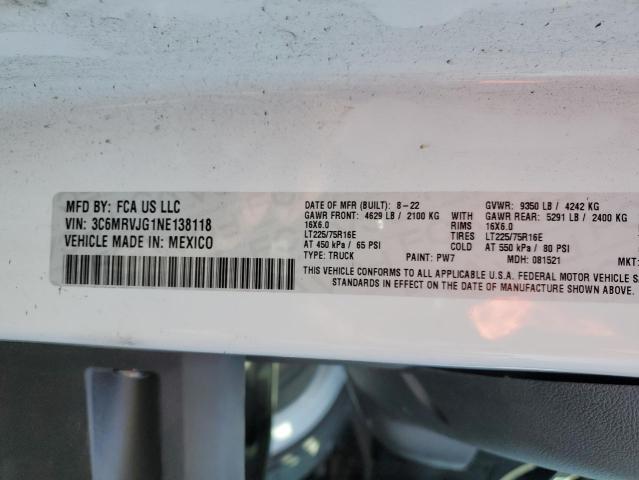 MFD BY: FCA US LLC
VIN: 3C6MRVJG1NE138118
VEHICLE MADE IN: MEXICO
DATE OF MFR (BUILT): 8-22 GVWR: 9350 LB / 4242 KG
GAWR FRONT: 4629 LB / 2100 KG WITH GAWR REAR: 5291 LB / 2400 KG
16X6.0 RIMS 16X6.0
LT225/75R16E TIRES LT225/75R16E
AT 450 kPa / 65 PSI COLD AT 550 kPa / 80 PSI
TYPE: TRUCK PAINT: PW7 MDH: 081521 MKT:
THIS VEHICLE CONFORMS TO ALL APPLICABLE U.S.A. FEDERAL MOTOR VEHICLE S
STANDARDS IN EFFECT ON THE DATE OF MANUFACTURE SHOWN ABOVE.